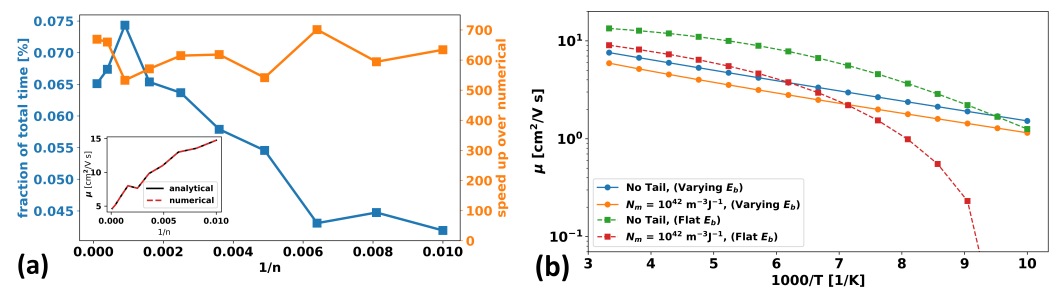 0.075
0.070
0.065
0.060
0.055
0.050
0.045
fraction of total time [%]
700
600
500
400
300
200
100
0
speed up over numerical
15
10
5
μ [cm²/V s]
analytical
numerical
0.000
0.005
0.010
1/n
0.000
0.002
0.004
0.006
0.008
0.010
1/n
(a)
10¹
10⁰
10⁻¹
μ [cm²/V s]
No Tail, (Varying E_b)
N_m = 10⁴² m⁻³J⁻¹, (Varying E_b)
No Tail, (Flat E_b)
N_m = 10⁴² m⁻³J⁻¹, (Flat E_b)
3
4
5
6
7
8
9
10
1000/T [1/K]
(b)